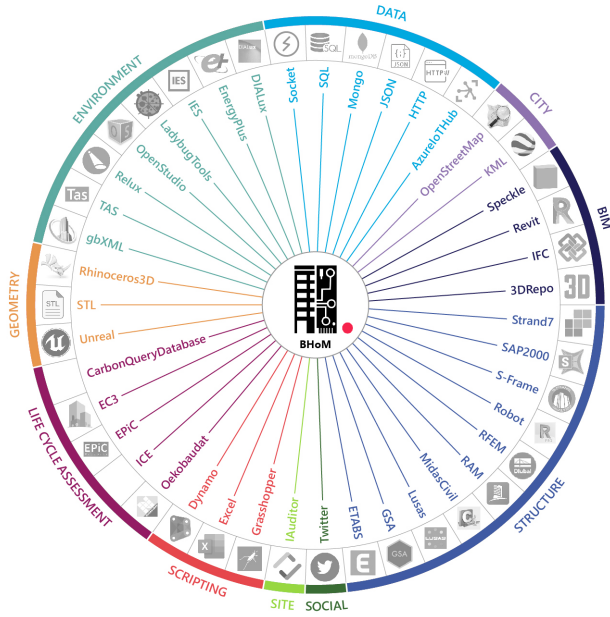 DATA
CITY
BIM
STRUCTURE
SOCIAL
SITE
SCRIPTING
LIFE CYCLE ASSESSMENT
GEOMETRY
ENVIRONMENT
Socket
SQL
Mongo
JSON
HTTP
AzureIoTHub
OpenStreetMap
KML
Speckle
Revit
IFC
3DRepo
Strand7
SAP2000
S-Frame
Robot
RFEM
RAM
MidasCivil
Lusas
GSA
ETABS
Twitter
IAuditor
Grasshopper
Excel
Dynamo
Oekobaudat
ICE
EPiC
EC3
CarbonQueryDatabase
Unreal
STL
Rhinoceros3D
gbXML
TAS
Relux
OpenStudio
LadybugTools
IES
EnergyPlus
DIALux
BHoM
SQL
mongoDB
JSON
HTTP://
3D
GSA
EPiC
STL
Tas
IES